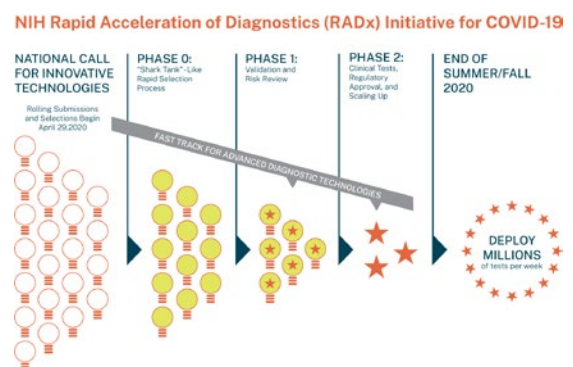 NIH Rapid Acceleration of Diagnostics (RADx) Initiative for COVID-19
NATIONAL CALL
FOR INNOVATIVE
TECHNOLOGIES
Rolling Submissions
and Selections Begin
April 29,2020
PHASE 0:
"Shark Tank"-Like
Rapid Selection
Process
PHASE 1:
Validation and
Risk Review
PHASE 2:
Clinical Tests,
Regulatory
Approval, and
Scaling Up
END OF
SUMMER/FALL
2020
FAST TRACK FOR ADVANCED DIAGNOSTIC TECHNOLOGIES
DEPLOY
MILLIONS
of tests per week